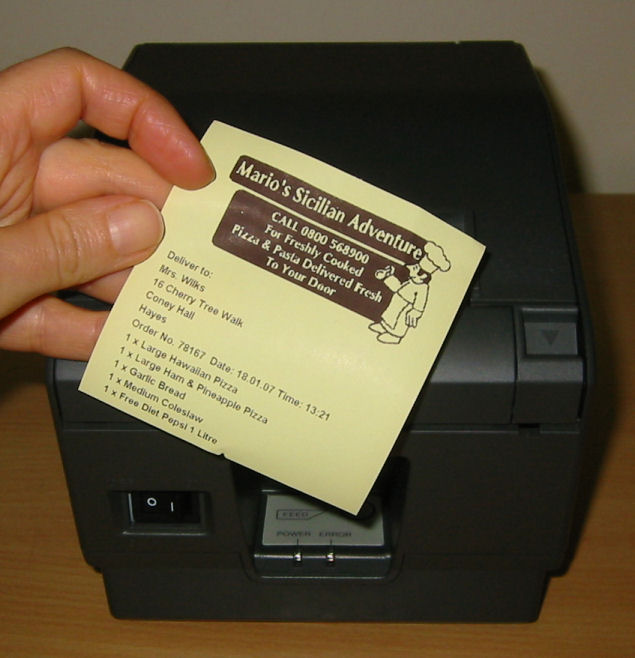 Mario's Sicilian Adventure
CALL 0800 568900
For Freshly Cooked
Pizza & Pasta Delivered Fresh
To Your Door
Deliver to:
Mrs. Wilks
16 Cherry Tree Walk
Coney Hall
Hayes
Order No. 78167 Date: 18.01.07 Time: 13:21
1 x Large Hawaiian Pizza
1 x Large Ham & Pineapple Pizza
1 x Garlic Bread
1 x Medium Coleslaw
1 x Free Diet Pepsi 1 Litre
O I
FEED
POWER ERROR